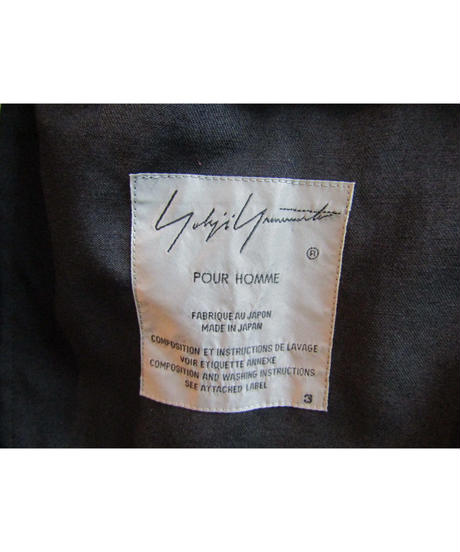 Yohji Yamamoto
®
POUR HOMME
FABRIQUE AU JAPON
MADE IN JAPAN
COMPOSITION ET INSTRUCTIONS DE LAVAGE
VOIR ETIQUETTE ANNEXE
COMPOSITION AND WASHING INSTRUCTIONS
SEE ATTACHED LABEL
3